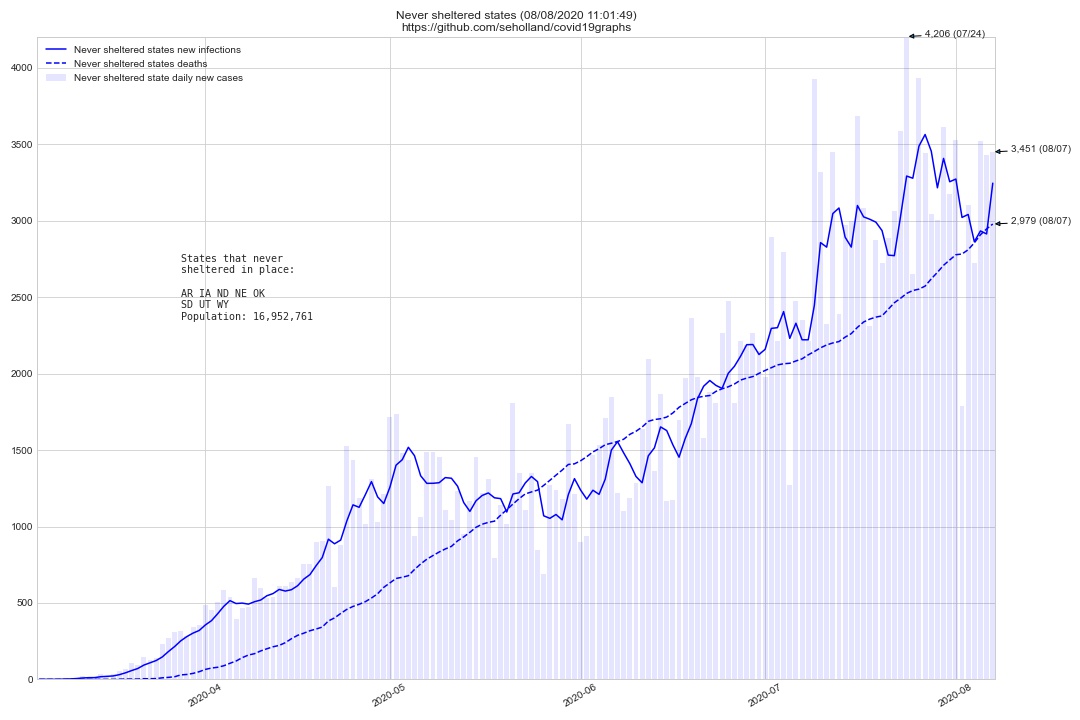 Never sheltered states (08/08/2020 11:01:49)
https://github.com/seholland/covid19graphs
4,206 (07/24)
Never sheltered states new infections
Never sheltered states deaths
Never sheltered state daily new cases
4000
3500
3,451 (08/07)
3000
2,979 (08/07)
States that never
sheltered in place:
AR IA ND NE OK
SD UT WY
Population: 16,952,761
2500
2000
1500
1000
500
0
2020-04
2020-05
2020-06
2020-07
2020-08